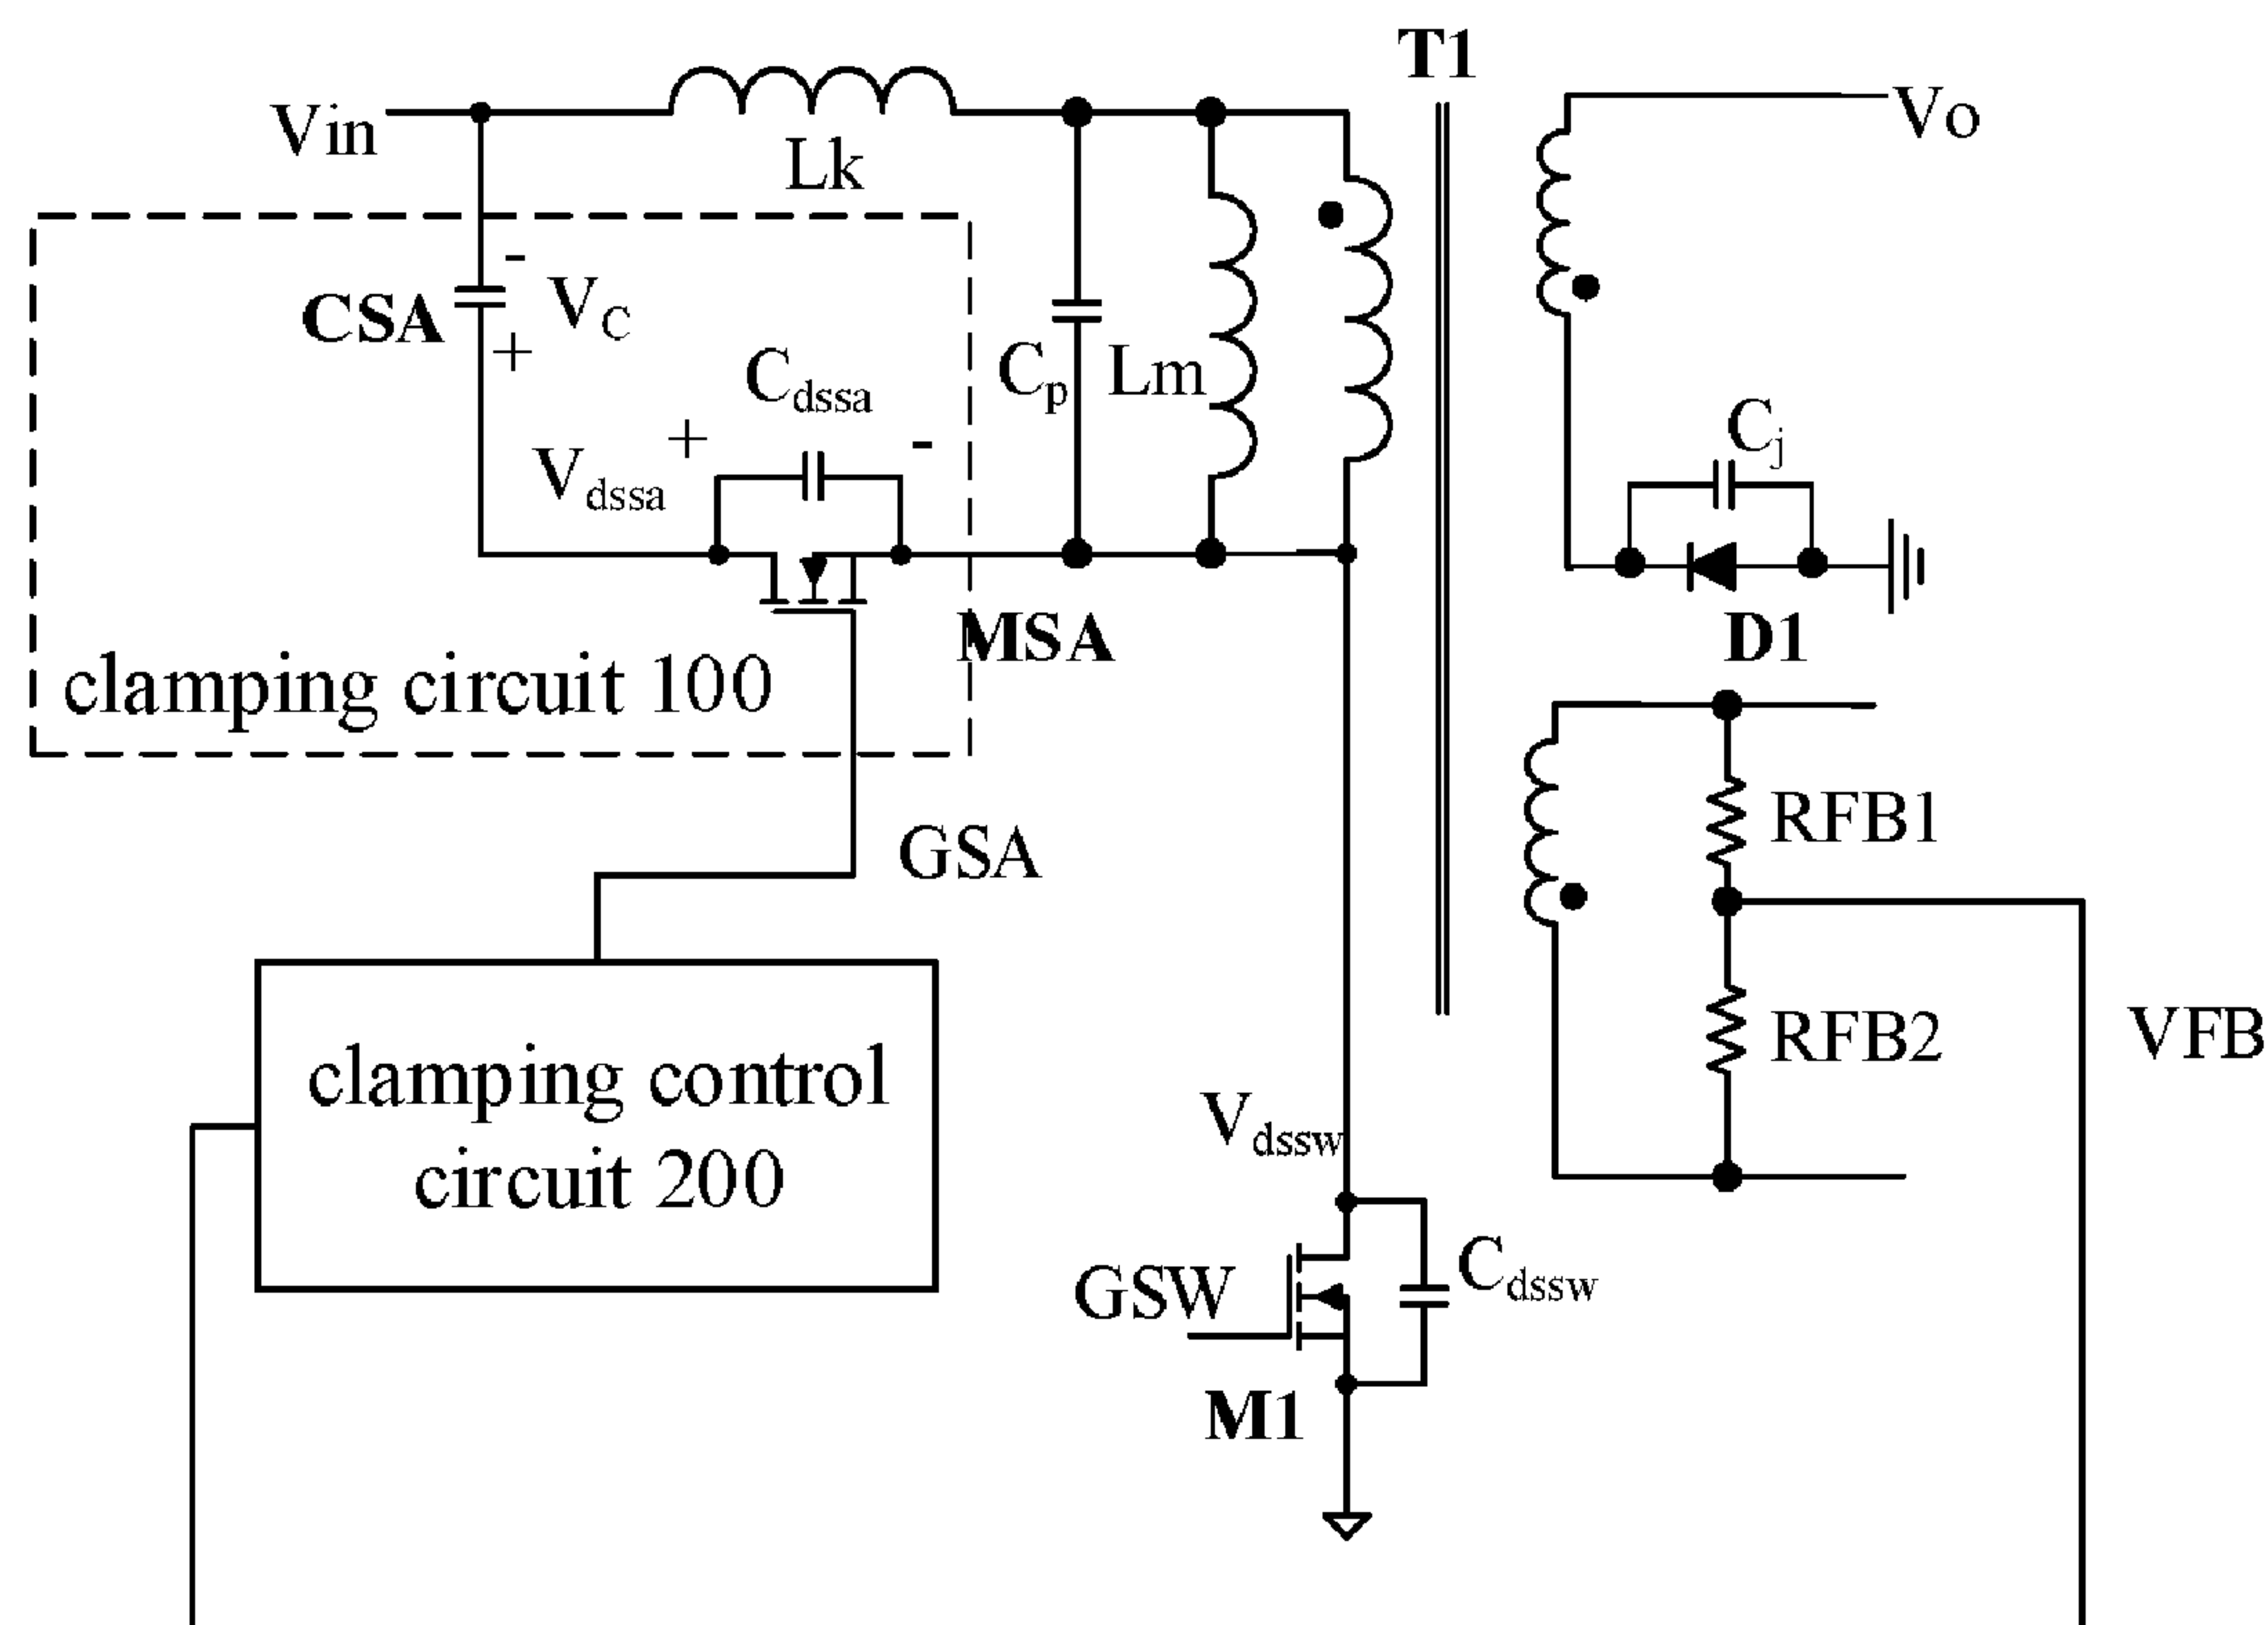 T1
Vin
Vo
Lk
-
CSA
VC
+
Cdssa
Cp
Lm
Cj
+
-
Vdssa
MSA
D1
clamping circuit 100
RFB1
GSA
RFB2
VFB
clamping control
circuit 200
Vdssw
GSW
Cdssw
M1